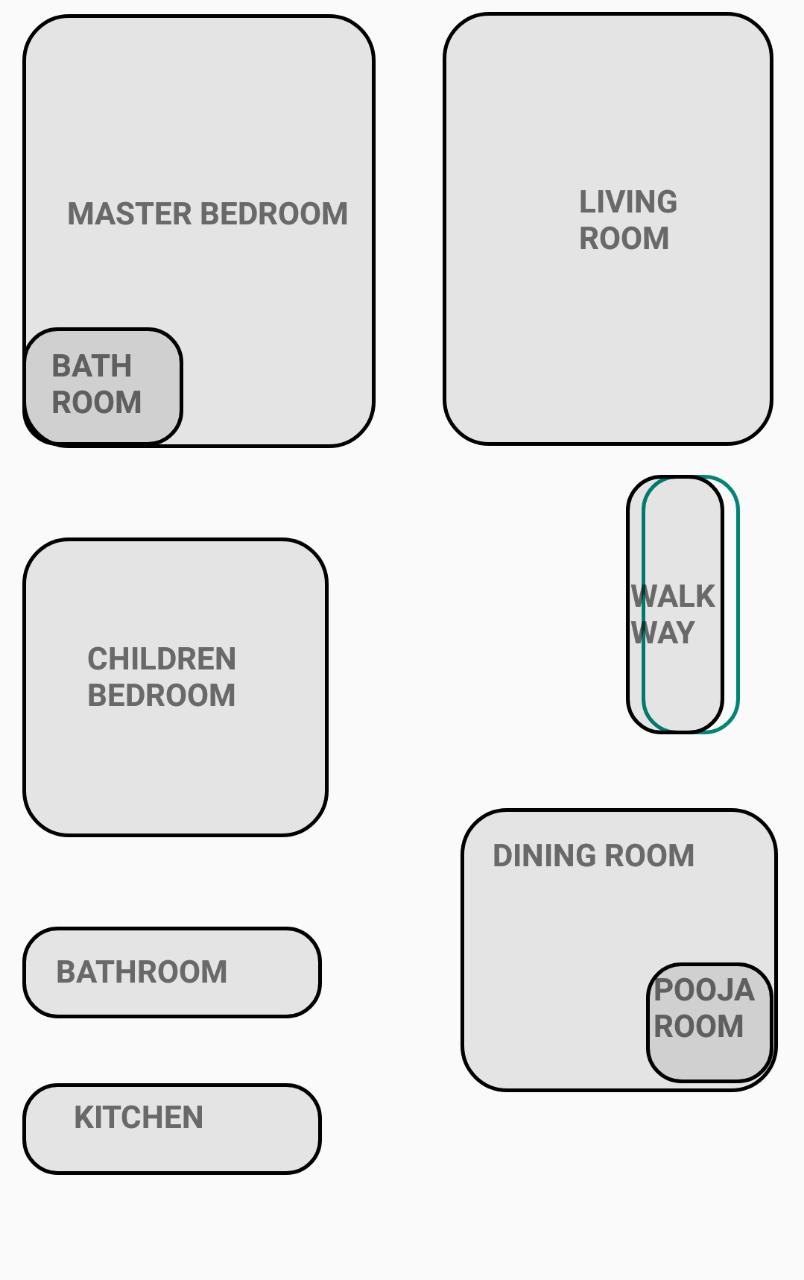 MASTER BEDROOM
BATH
ROOM
LIVING
ROOM
CHILDREN
BEDROOM
WALK
WAY
DINING ROOM
POOJA
ROOM
BATHROOM
KITCHEN